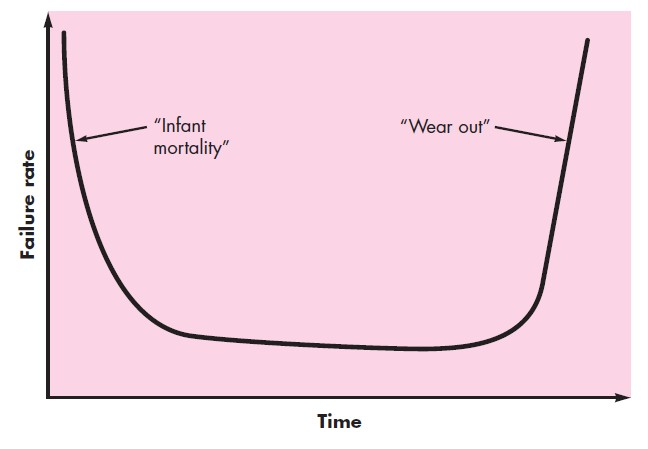 "Infant
mortality"
"Wear out"
Failure rate
Time